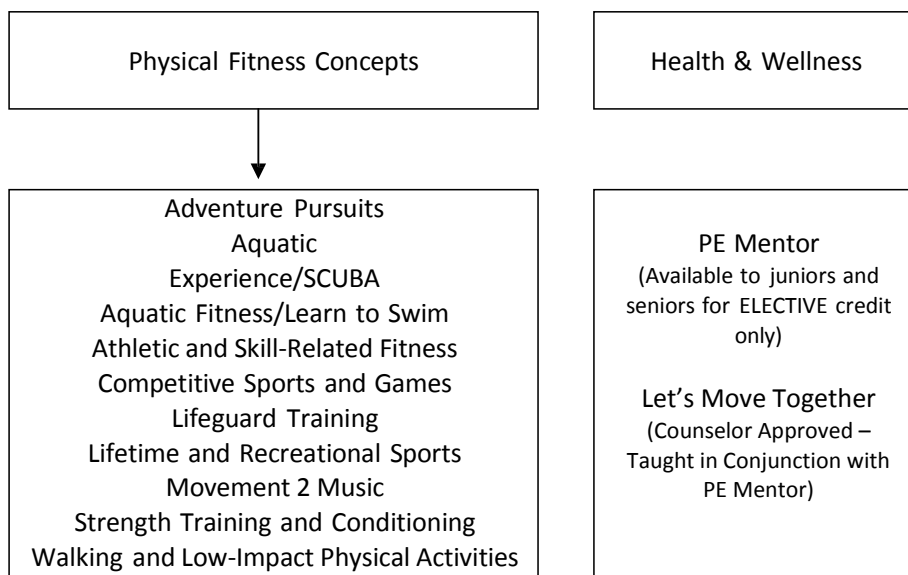 Physical Fitness Concepts
Health & Wellness
Adventure Pursuits
Aquatic
Experience/SCUBA
Aquatic Fitness/Learn to Swim
Athletic and Skill-Related Fitness
Competitive Sports and Games
Lifeguard Training
Lifetime and Recreational Sports
Movement 2 Music
Strength Training and Conditioning
Walking and Low-Impact Physical Activities
PE Mentor
(Available to juniors and
seniors for ELECTIVE credit
only)
Let’s Move Together
(Counselor Approved –
Taught in Conjunction with
PE Mentor)